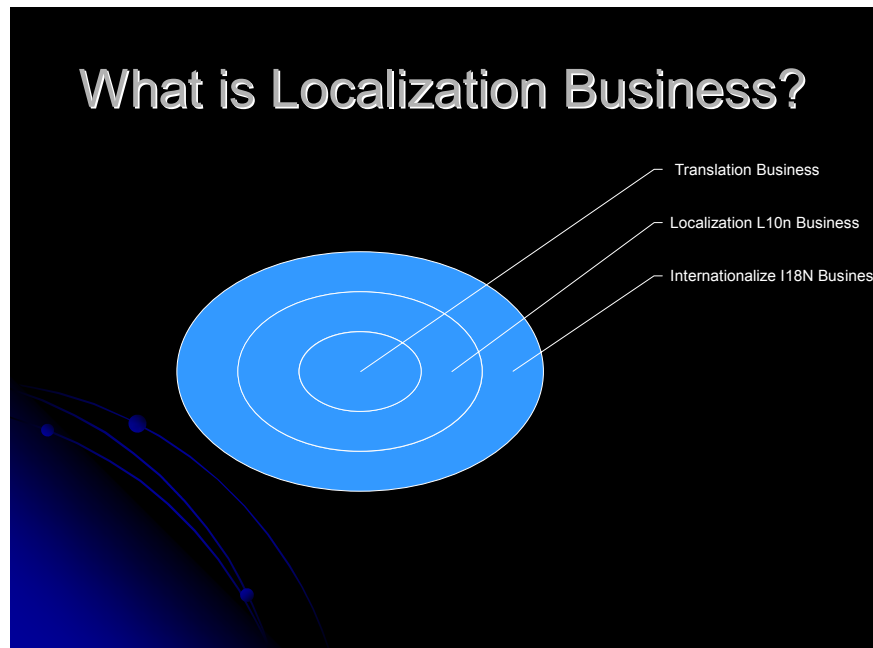 What is Localization Business?
Translation Business
Localization L10n Business
Internationalize I18N Busines